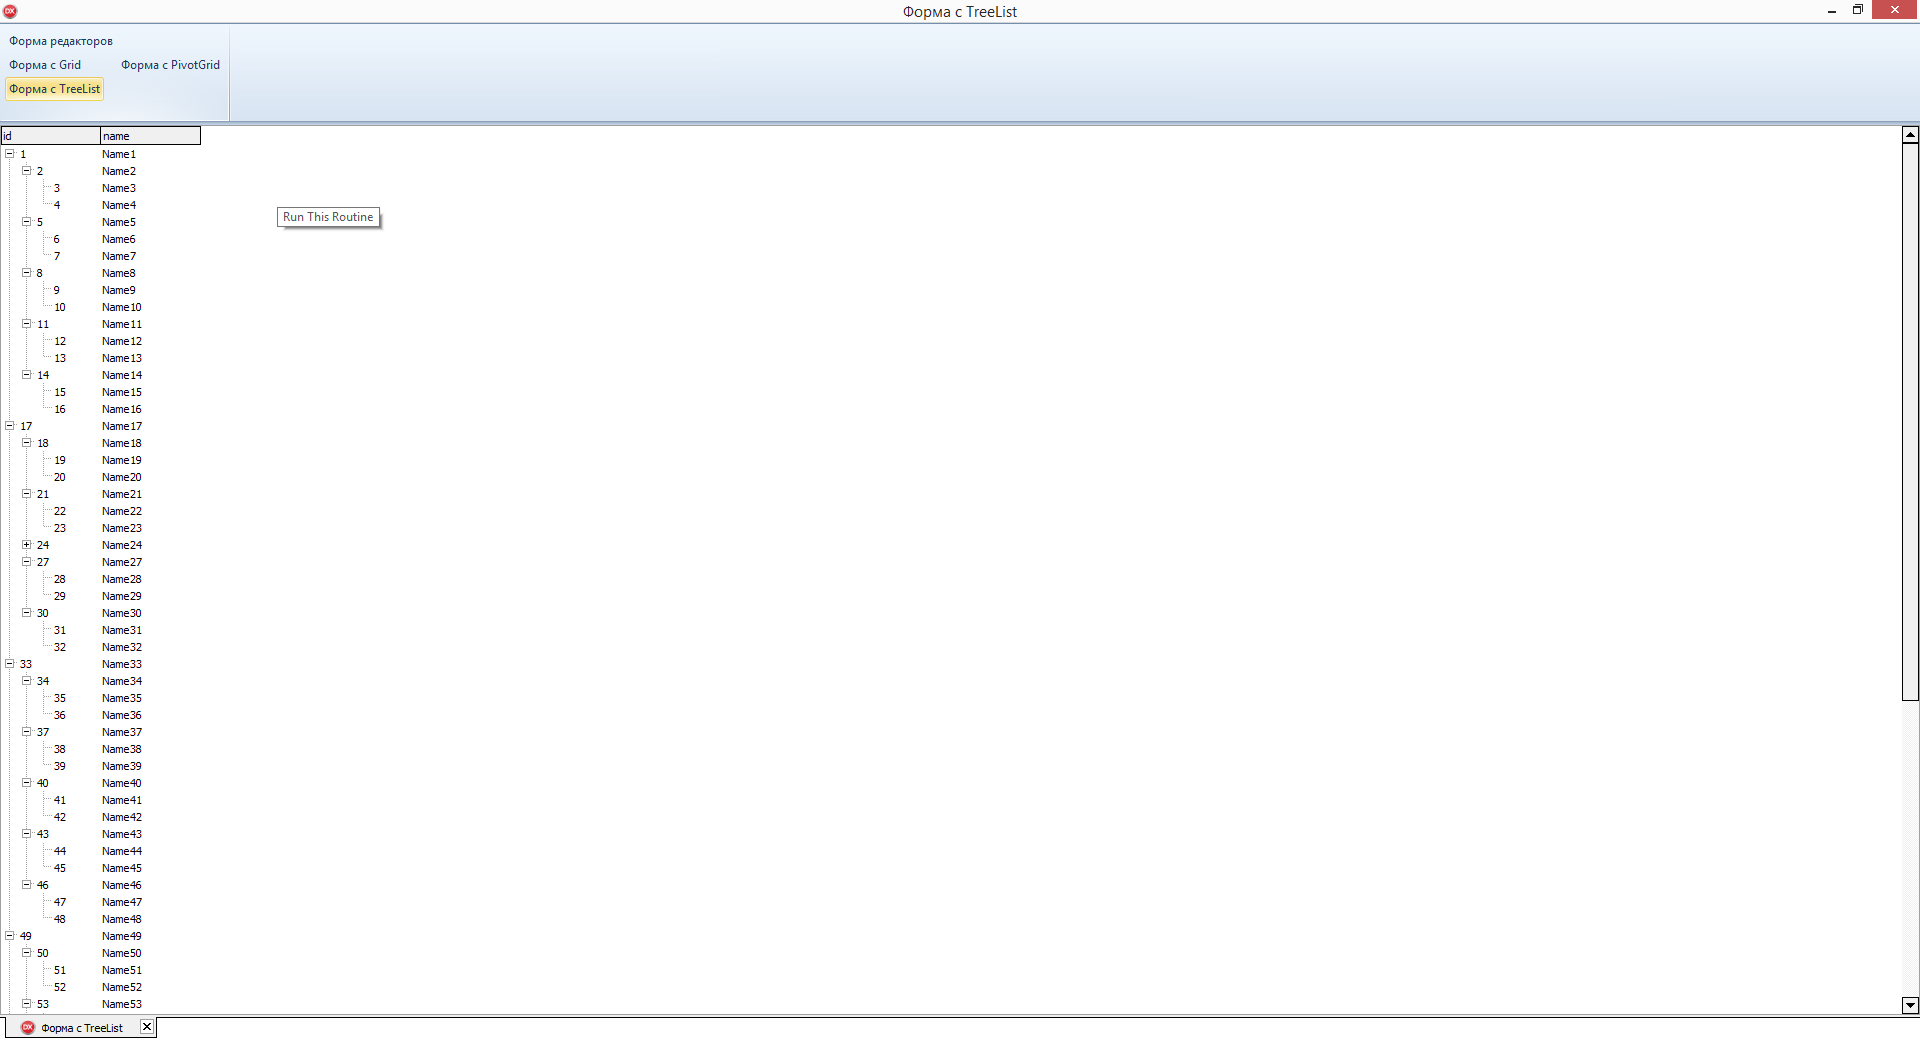 DX Форма с TreeList
Форма редакторов
Форма с Grid Форма с PivotGrid
Форма с TreeList
id name
1 Name1
2 Name2
3 Name3
4 Name4
Run This Routine
5 Name5
6 Name6
7 Name7
8 Name8
9 Name9
10 Name10
11 Name11
12 Name12
13 Name13
14 Name14
15 Name15
16 Name16
17 Name17
18 Name18
19 Name19
20 Name20
21 Name21
22 Name22
23 Name23
24 Name24
27 Name27
28 Name28
29 Name29
30 Name30
31 Name31
32 Name32
33 Name33
34 Name34
35 Name35
36 Name36
37 Name37
38 Name38
39 Name39
40 Name40
41 Name41
42 Name42
43 Name43
44 Name44
45 Name45
46 Name46
47 Name47
48 Name48
49 Name49
50 Name50
51 Name51
52 Name52
53 Name53
DX Форма с TreeList